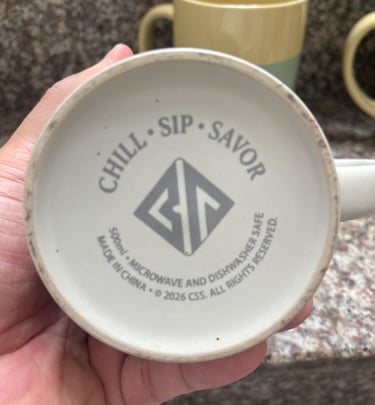 CHILL • SIP • SAVOR
500ml • MICROWAVE AND DISHWASHER SAFE
MADE IN CHINA • © 2026 CSS. ALL RIGHTS RESERVED.